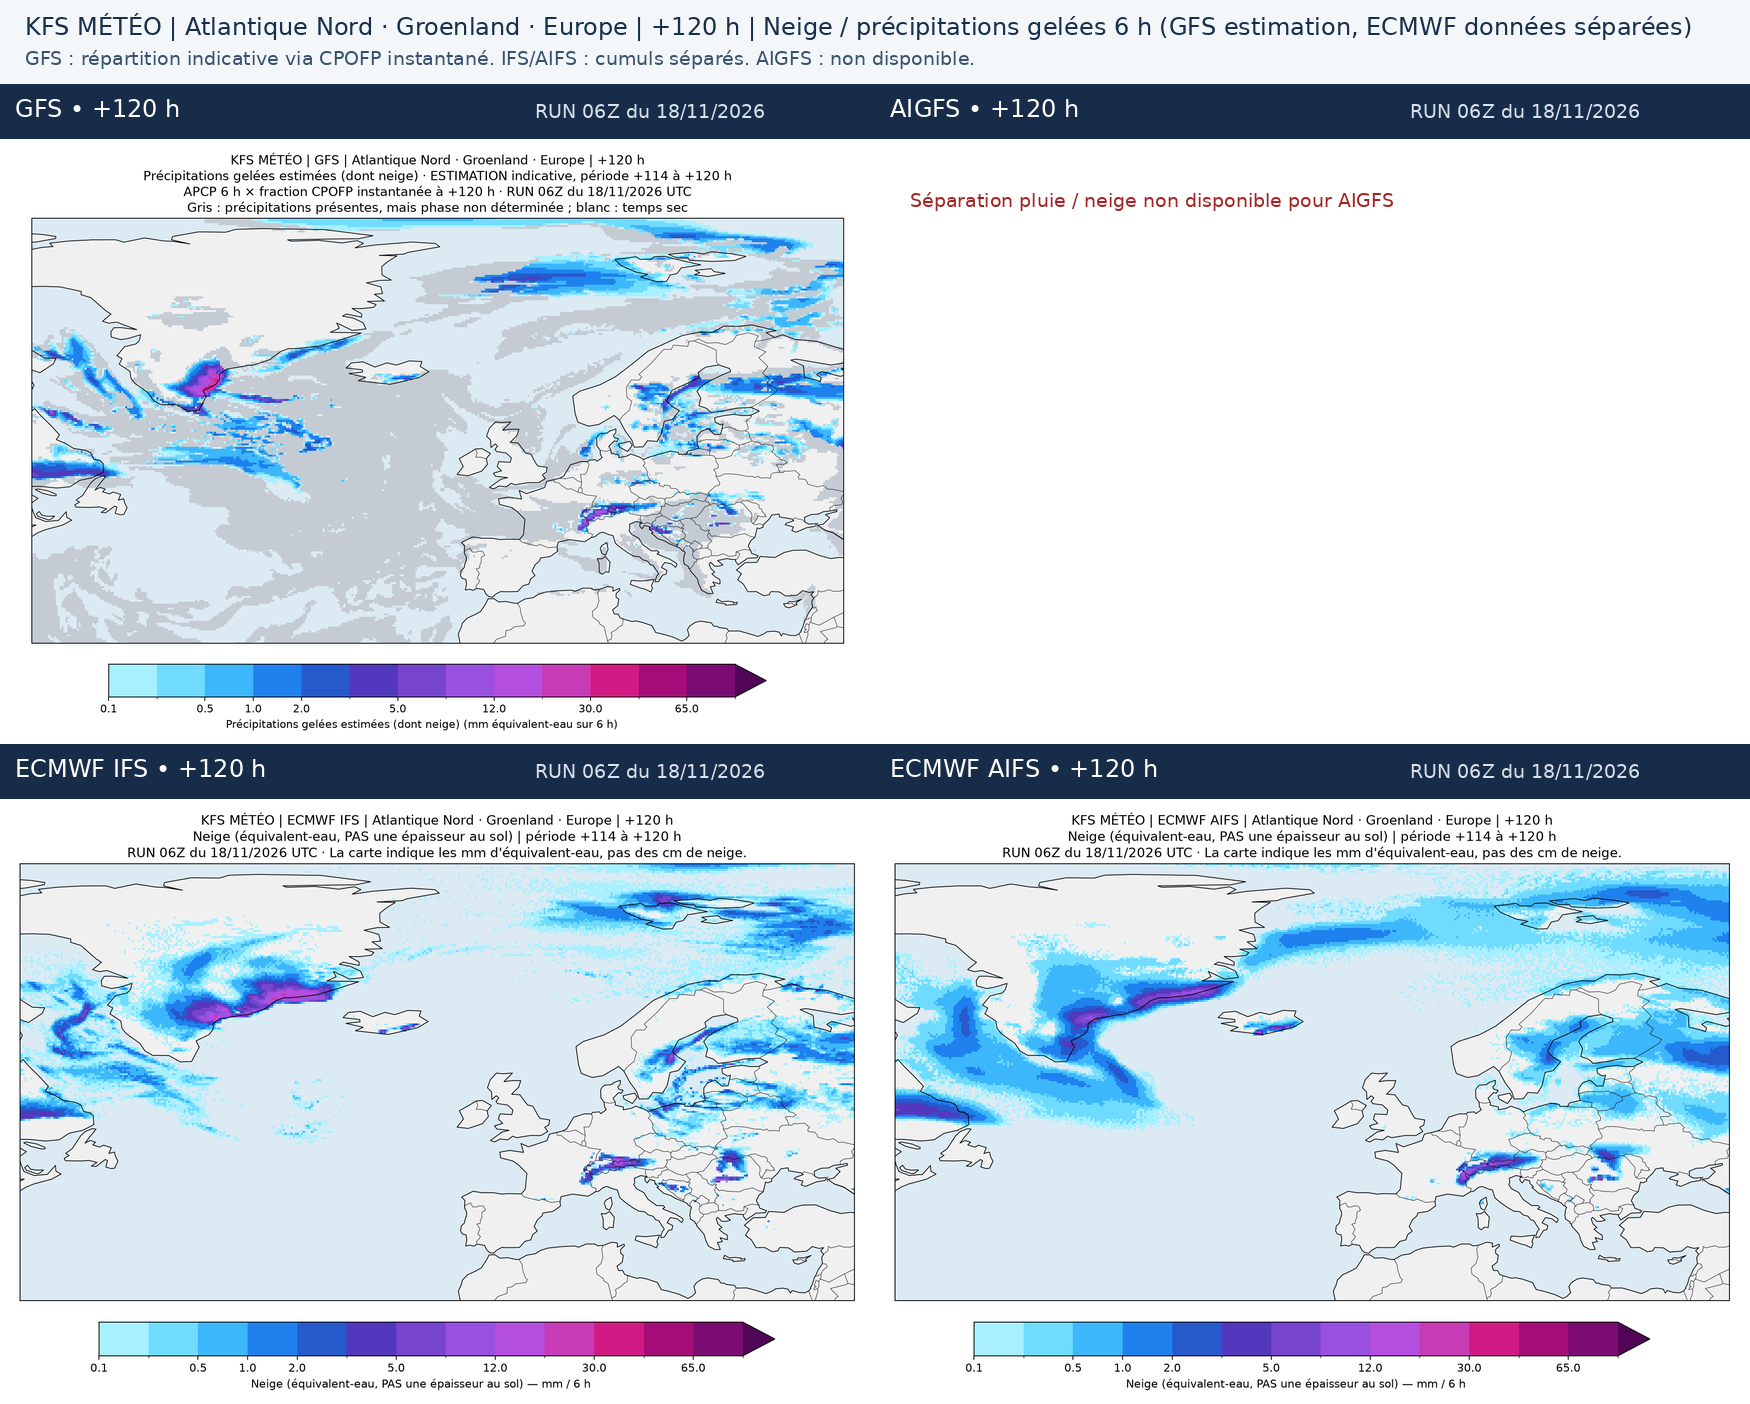 KFS MÉTÉO | Atlantique Nord · Groenland · Europe | +120 h | Neige / précipitations gelées 6 h (GFS estimation, ECMWF données séparées)
GFS : répartition indicative via CPOFP instantané. IFS/AIFS : cumuls séparés. AIGFS : non disponible.
GFS • +120 h
RUN 06Z du 18/11/2026
AIGFS • +120 h
RUN 06Z du 18/11/2026
KFS MÉTÉO | GFS | Atlantique Nord · Groenland · Europe | +120 h
Précipitations gelées estimées (dont neige) · ESTIMATION indicative, période +114 à +120 h
APCP 6 h × fraction CPOFP instantanée à +120 h · RUN 06Z du 18/11/2026 UTC
Gris : précipitations présentes, mais phase non déterminée ; blanc : temps sec
Séparation pluie / neige non disponible pour AIGFS
0.1 0.5 1.0 2.0 5.0 12.0 30.0 65.0
Précipitations gelées estimées (dont neige) (mm équivalent-eau sur 6 h)
ECMWF IFS • +120 h
RUN 06Z du 18/11/2026
ECMWF AIFS • +120 h
RUN 06Z du 18/11/2026
KFS MÉTÉO | ECMWF IFS | Atlantique Nord · Groenland · Europe | +120 h
Neige (équivalent-eau, PAS une épaisseur au sol) | période +114 à +120 h
RUN 06Z du 18/11/2026 UTC · La carte indique les mm d'équivalent-eau, pas des cm de neige.
KFS MÉTÉO | ECMWF AIFS | Atlantique Nord · Groenland · Europe | +120 h
Neige (équivalent-eau, PAS une épaisseur au sol) | période +114 à +120 h
RUN 06Z du 18/11/2026 UTC · La carte indique les mm d'équivalent-eau, pas des cm de neige.
0.1 0.5 1.0 2.0 5.0 12.0 30.0 65.0
Neige (équivalent-eau, PAS une épaisseur au sol) — mm / 6 h
0.1 0.5 1.0 2.0 5.0 12.0 30.0 65.0
Neige (équivalent-eau, PAS une épaisseur au sol) — mm / 6 h